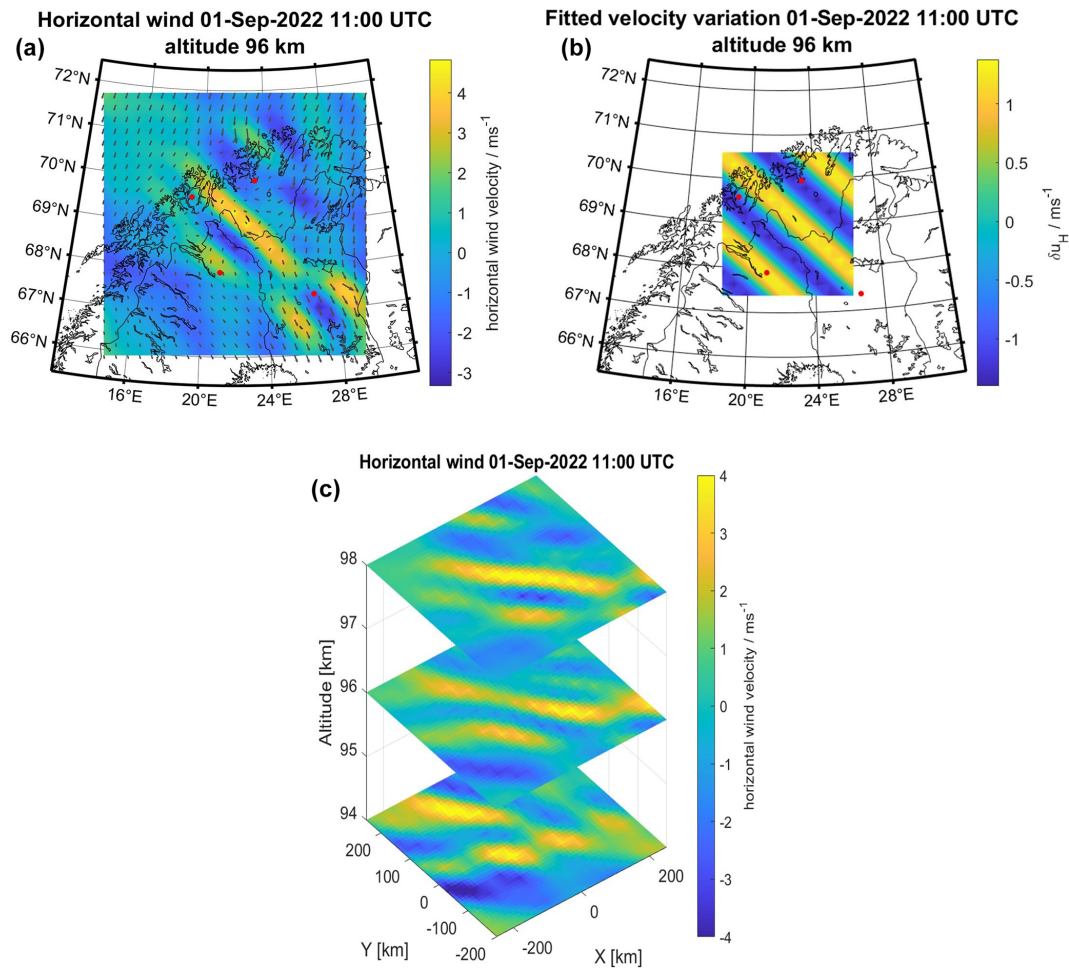 Horizontal wind 01-Sep-2022 11:00 UTC
altitude 96 km
(a)
72°N
71°N
70°N
69°N
68°N
67°N
66°N
16°E
20°E
24°E
28°E
4
3
2
1
0
-1
-2
-3
horizontal wind velocity / ms⁻¹
Fitted velocity variation 01-Sep-2022 11:00 UTC
altitude 96 km
(b)
72°N
71°N
70°N
69°N
68°N
67°N
66°N
16°E
20°E
24°E
28°E
1
0.5
0
-0.5
-1
δu_H / ms⁻¹
Horizontal wind 01-Sep-2022 11:00 UTC
(c)
98
97
96
95
94
Altitude [km]
200
100
0
-100
-200
Y [km]
-200
0
200
X [km]
4
3
2
1
0
-1
-2
-3
-4
horizontal wind velocity / ms⁻¹